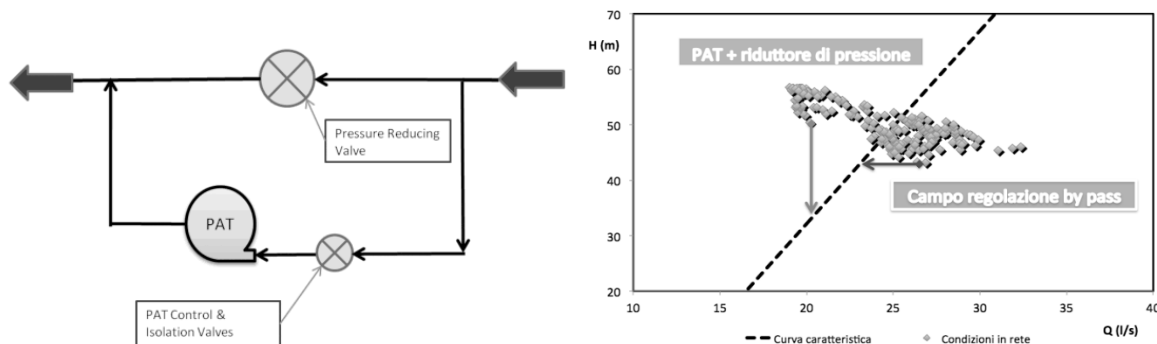 Pressure Reducing
Valve
PAT
PAT Control &
Isolation Valves
H (m)
70
60
50
40
30
20
10
15
20
25
30
35
40
Q (l/s)
PAT + riduttore di pressione
Campo regolazione by pass
Curva caratteristica
Condizioni in rete